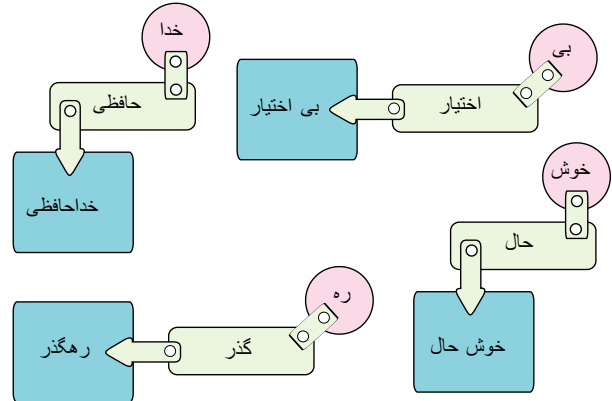 خدا
حافظی
خداحافظی
بی
اختیار
بی اختیار
خوش
حال
خوش حال
ره
گذر
رهگذر